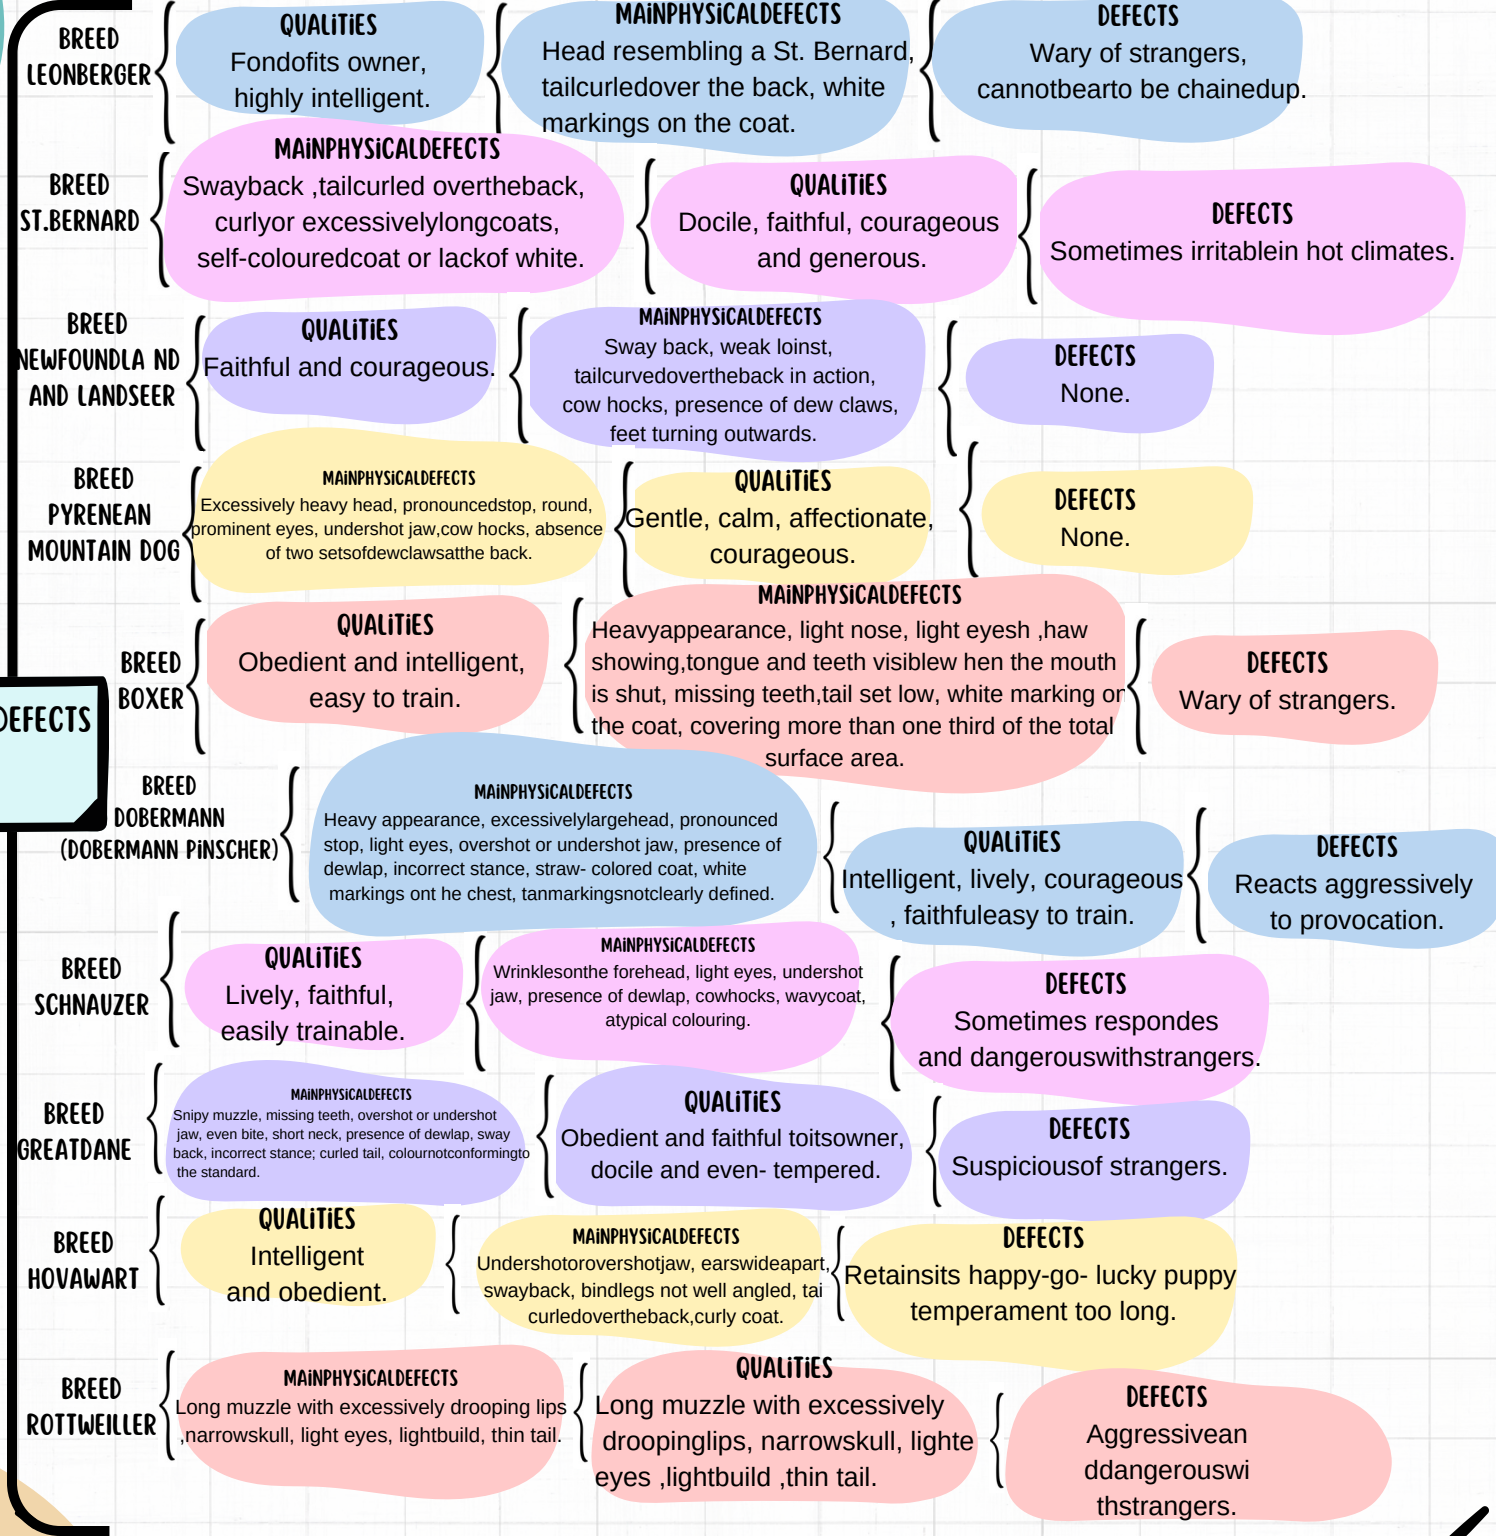 BREED
LEONBERGER
QUALiTiES
Fondofits owner,
highly intelligent.
MAiNPHYSiCALDEFECTS
Head resembling a St. Bernard,
tailcurledover the back, white
markings on the coat.
DEFECTS
Wary of strangers,
cannotbearto be chainedup.
BREED
ST.BERNARD
MAiNPHYSiCALDEFECTS
Swayback ,tailcurled overtheback,
curlyor excessivelylongcoats,
self-colouredcoat or lackof white.
QUALiTiES
Docile, faithful, courageous
and generous.
DEFECTS
Sometimes irritablein hot climates.
BREED
NEWFOUNDLA ND
AND LANDSEER
QUALiTiES
Faithful and courageous.
MAiNPHYSiCALDEFECTS
Sway back, weak loinst,
tailcurvedovertheback in action,
cow hocks, presence of dew claws,
feet turning outwards.
DEFECTS
None.
BREED
PYRENEAN
MOUNTAIN DOG
MAiNPHYSiCALDEFECTS
Excessively heavy head, pronouncedstop, round,
prominent eyes, undershot jaw,cow hocks, absence
of two setsofdewclawsatthe back.
QUALiTiES
Gentle, calm, affectionate,
courageous.
DEFECTS
None.
BREED
BOXER
QUALiTiES
Obedient and intelligent,
easy to train.
MAiNPHYSiCALDEFECTS
Heavyappearance, light nose, light eyesh ,haw
showing,tongue and teeth visiblew hen the mouth
is shut, missing teeth,tail set low, white marking on
the coat, covering more than one third of the total
surface area.
DEFECTS
Wary of strangers.
DEFECTS
BREED
DOBERMANN
(DOBERMANN PiNSCHER)
MAiNPHYSiCALDEFECTS
Heavy appearance, excessivelylargehead, pronounced
stop, light eyes, overshot or undershot jaw, presence of
dewlap, incorrect stance, straw- colored coat, white
markings ont he chest, tanmarkingsnotclearly defined.
QUALiTiES
Intelligent, lively, courageous
, faithfuleasy to train.
DEFECTS
Reacts aggressively
to provocation.
BREED
SCHNAUZER
QUALiTiES
Lively, faithful,
easily trainable.
MAiNPHYSiCALDEFECTS
Wrinklesonthe forehead, light eyes, undershot
jaw, presence of dewlap, cowhocks, wavycoat,
atypical colouring.
DEFECTS
Sometimes respondes
and dangerouswithstrangers.
BREED
GREATDANE
MAiNPHYSiCALDEFECTS
Snipy muzzle, missing teeth, overshot or undershot
jaw, even bite, short neck, presence of dewlap, sway
back, incorrect stance; curled tail, colournotconformingto
the standard.
QUALiTiES
Obedient and faithful toitsowner,
docile and even- tempered.
DEFECTS
Suspiciousof strangers.
BREED
HOVAWART
QUALiTiES
Intelligent
and obedient.
MAiNPHYSiCALDEFECTS
Undershotorovershotjaw, earswideapart,
swayback, bindlegs not well angled, tai
curledovertheback,curly coat.
DEFECTS
Retainsits happy-go- lucky puppy
temperament too long.
BREED
ROTTWEILLER
MAiNPHYSiCALDEFECTS
Long muzzle with excessively drooping lips
,narrowskull, light eyes, lightbuild, thin tail.
QUALiTiES
Long muzzle with excessively
droopinglips, narrowskull, lighte
eyes ,lightbuild ,thin tail.
DEFECTS
Aggressivean
ddangerouswi
thstrangers.